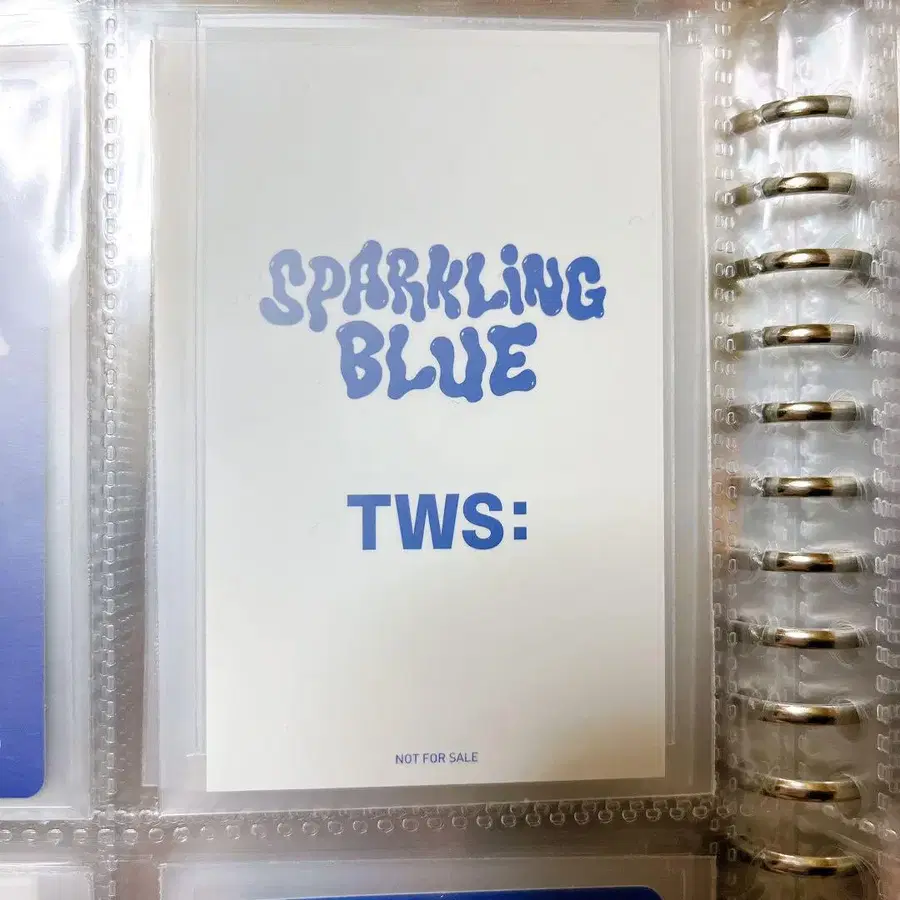 SPARKLiNG
BLUE
TWS:
NOT FOR SALE